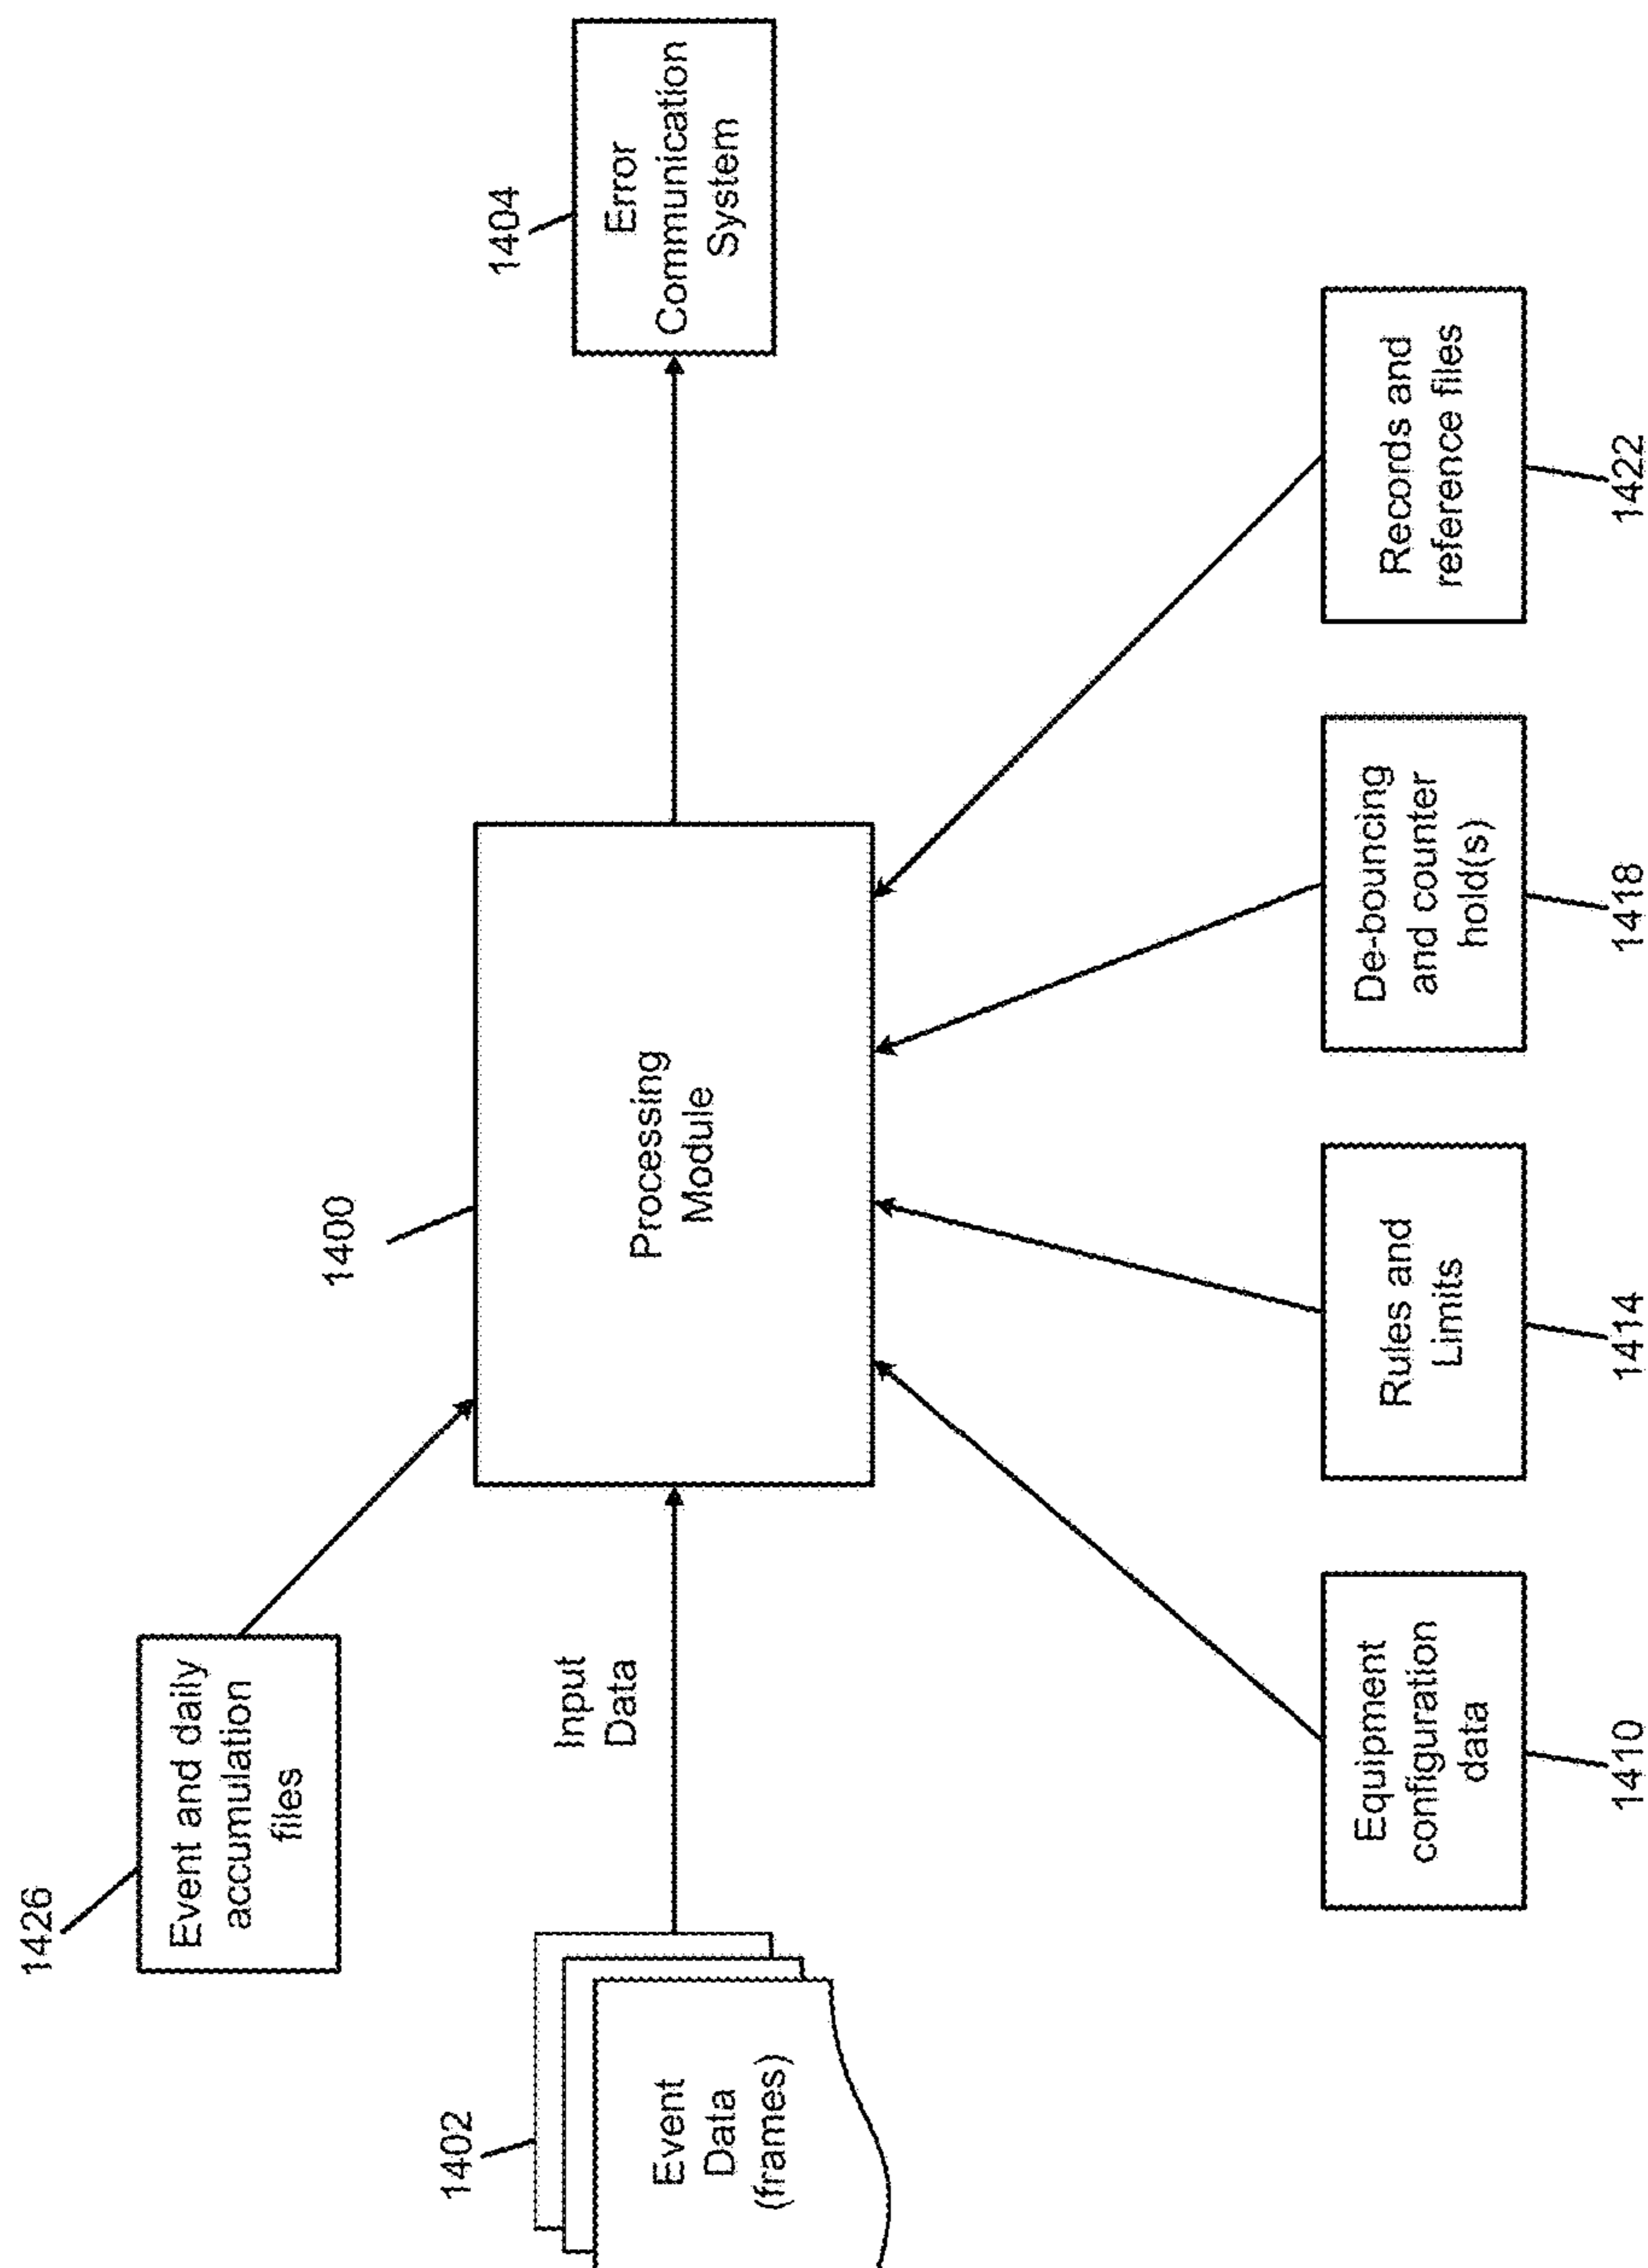 1426
Event and daily
accumulation
files
1402
Event
Data
(frames)
Input
Data
1400
Processing
Module
1404
Error
Communication
System
Equipment
configuration
data
1410
Rules and
Limits
1414
De-bouncing
and counter
hold(s)
1418
Records and
reference files
1422